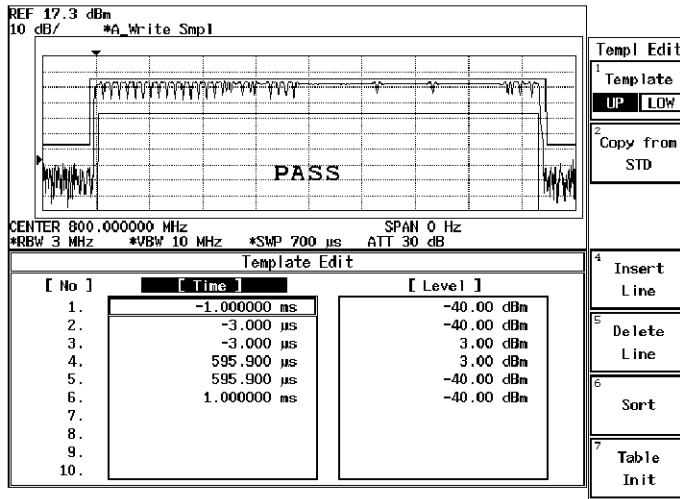 REF 17.3 dBm
10 dB/ *A_Write Smpl
PASS
CENTER 800.000000 MHz SPAN 0 Hz
*RBW 3 MHz *VBW 10 MHz *SWP 700 µs ATT 30 dB
Template Edit
[ No ] [ Time ] [ Level ]
1. -1.000000 ms -40.00 dBm
2. -3.000 µs -40.00 dBm
3. -3.000 µs 3.00 dBm
4. 595.900 µs 3.00 dBm
5. 595.900 µs -40.00 dBm
6. 1.000000 ms -40.00 dBm
7.
8.
9.
10.
Templ Edit
1 Template
UP LOW
2 Copy from
STD
4 Insert
Line
5 Delete
Line
6 Sort
7 Table
Init